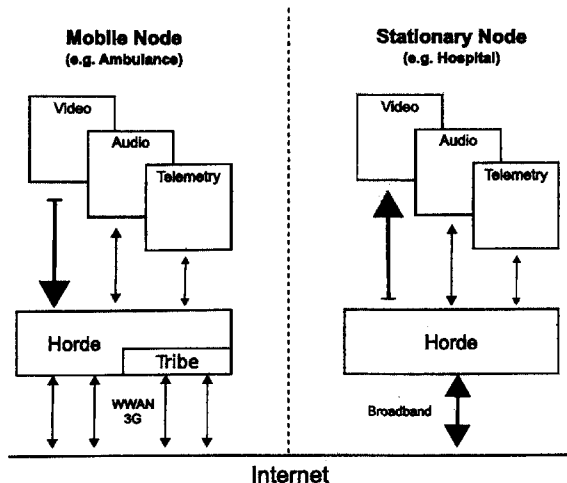 Mobile Node
(e.g. Ambulance)
Video
Audio
Telemetry
Horde
Tribe
WWAN
3G
Stationary Node
(e.g. Hospital)
Video
Audio
Telemetry
Horde
Broadband
Internet